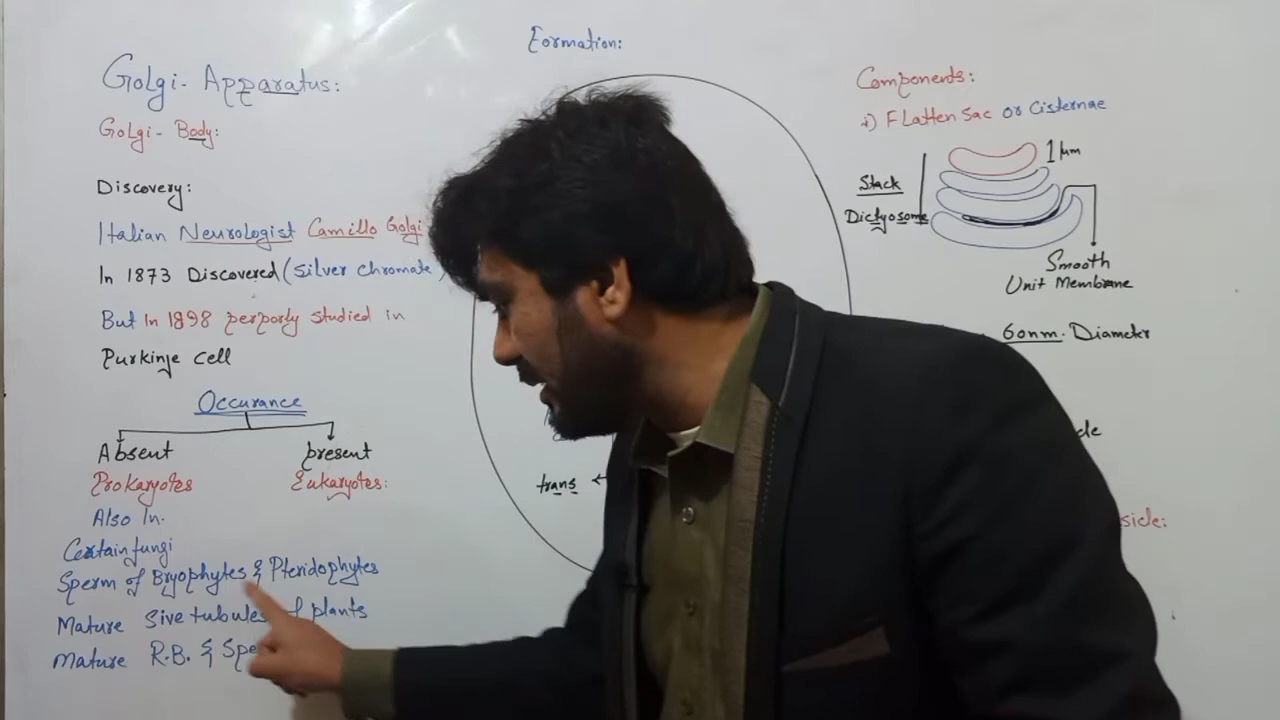 Golgi-Apparatus:
Golgi-Body:
Discovery:
Italian Neurologist Camillo Golgi
In 1873 Discovered (Silver chromate)
But In 1898 perporly studied in
Purkinje cell
Occurance
Absent
Prokaryotes
Also In.
Certain fungi
Sperm of Bryophytes & Pteridophytes
Mature Sive tubules of plants
Mature R.B. &
present
Eukaryotes:
Formation:
trans
Components:
i) Flatten Sac or Cisternae
1 µm
Stack
Dictyosome
Smooth
Unit Membrane
60nm. Diameter